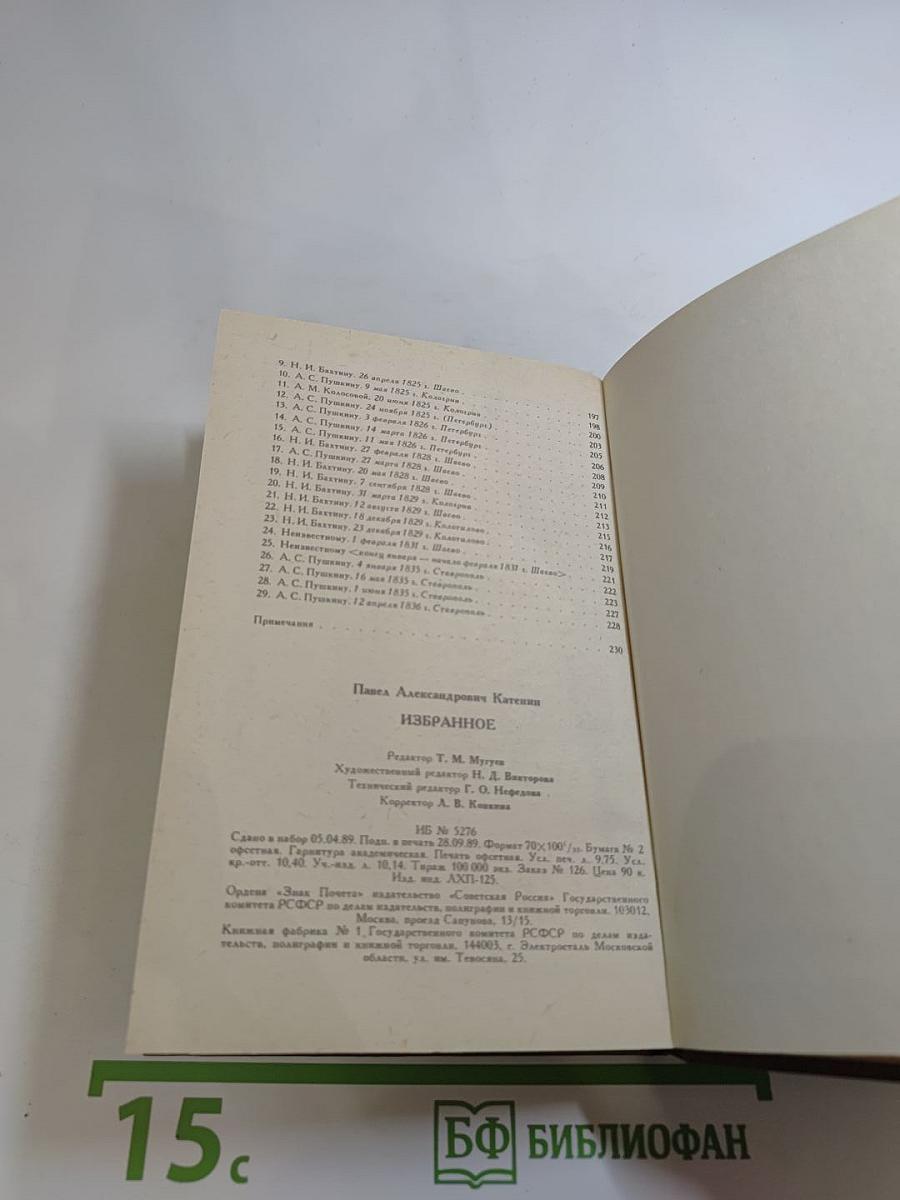 9. Н. И. Бахтину. 26 апреля 1825 г. Шаево . . . 197
10. А. С. Пушкину. 9 мая 1825 г. Кологрив . . . 198
11. А. М. Колосовой. 20 июня 1825 г. Кологрив . . . 200
12. А. С. Пушкину. 24 ноября 1825 г. (Петербург) . . . 203
13. А. С. Пушкину. 3 февраля 1826 г. Петербург . . . 205
14. А. С. Пушкину. 14 марта 1826 г. Петербург . . . 206
15. А. С. Пушкину. 11 мая 1826 г. Петербург . . . 208
16. Н. И. Бахтину. 27 февраля 1828 г. Шаево . . . 209
17. А. С. Пушкину. 27 марта 1828 г. Шаево . . . 210
18. Н. И. Бахтину. 20 мая 1828 г. Шаево . . . 211
19. Н. И. Бахтину. 7 сентября 1828 г. Шаево . . . 212
20. Н. И. Бахтину. 31 марта 1829 г. Кологрив . . . 213
21. Н. И. Бахтину. 12 августа 1829 г. Шаево . . . 215
22. Н. И. Бахтину. 18 декабря 1829 г. Колотилово . . . 216
23. Н. И. Бахтину. 23 декабря 1829 г. Колотилово . . . 217
24. Неизвестному. 1 февраля 1831 г. Шаево . . . 219
25. Неизвестному <конец января — начало февраля 1831 г. Шаево> . . . 221
26. А. С. Пушкину. 4 января 1835 г. Ставрополь . . . 222
27. А. С. Пушкину. 16 мая 1835 г. Ставрополь . . . 223
28. А. С. Пушкину. 1 июня 1835 г. Ставрополь . . . 227
29. А. С. Пушкину. 12 апреля 1836 г. Ставрополь . . . 228
Примечания . . . 230
Павел Александрович Катенин
ИЗБРАННОЕ
Редактор Т. М. Мугуев
Художественный редактор Н. Д. Викторова
Технический редактор Г. О. Нефедова
Корректор Л. В. Конкина
ИБ № 5276
Сдано в набор 05.04.89. Подп. в печать 28.09.89. Формат 70×100¹/₃₂. Бумага № 2
офсетная. Гарнитура академическая. Печать офсетная. Усл. печ. л. 9,75. Усл.
кр.-отт. 10,40. Уч.-изд. л. 10,14. Тираж 100 000 экз. Заказ № 126. Цена 90 к.
Изд. инд. ЛХП-125.
Ордена «Знак Почета» издательство «Советская Россия» Государственного
комитета РСФСР по делам издательств, полиграфии и книжной торговли. 103012,
Москва, проезд Сапунова, 13/15.
Книжная фабрика № 1 Государственного комитета РСФСР по делам изда-
тельств, полиграфии и книжной торговли. 144003, г. Электросталь Московской
области, ул. им. Тевосяна, 25.
15 с
БФ БИБЛИОФАН